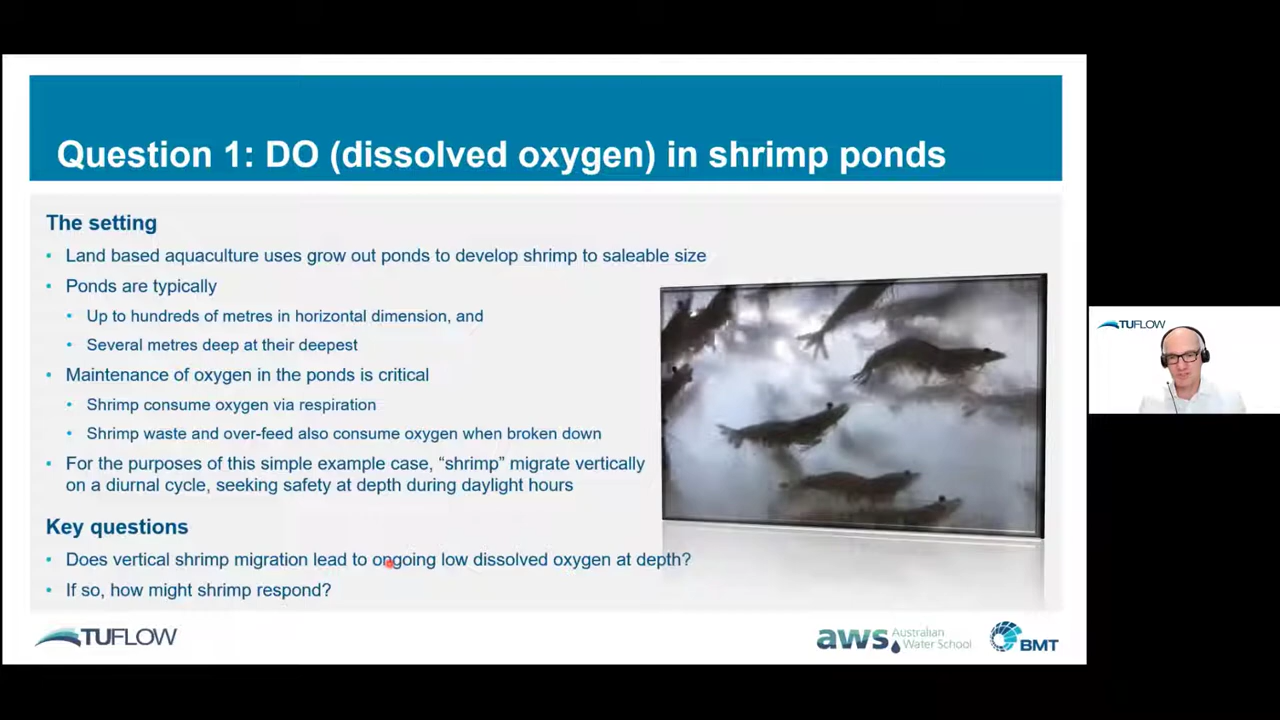 Question 1: DO (dissolved oxygen) in shrimp ponds
The setting
• Land based aquaculture uses grow out ponds to develop shrimp to saleable size
• Ponds are typically
• Up to hundreds of metres in horizontal dimension, and
• Several metres deep at their deepest
• Maintenance of oxygen in the ponds is critical
• Shrimp consume oxygen via respiration
• Shrimp waste and over-feed also consume oxygen when broken down
• For the purposes of this simple example case, “shrimp” migrate vertically
on a diurnal cycle, seeking safety at depth during daylight hours
Key questions
• Does vertical shrimp migration lead to ongoing low dissolved oxygen at depth?
• If so, how might shrimp respond?
TUFLOW
aws Australian
Water School
BMT
TUFLOW